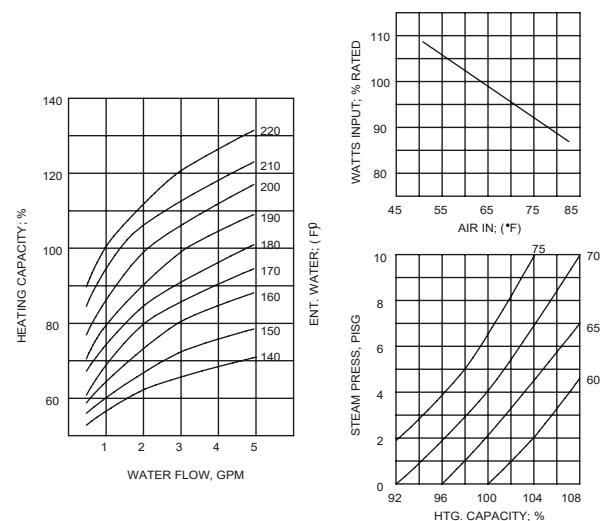 140
120
100
80
60
HEATING CAPACITY; %
220
210
200
190
180
170
160
150
140
ENT. WATER; ( F)
1 2 3 4 5
WATER FLOW, GPM
110
100
90
80
WATTS INPUT; % RATED
45 55 65 75 85
AIR IN; (°F)
75
70
65
60
10
8
6
4
2
0
STEAM PRESS, PISG
92 96 100 104 108
HTG. CAPACITY; %